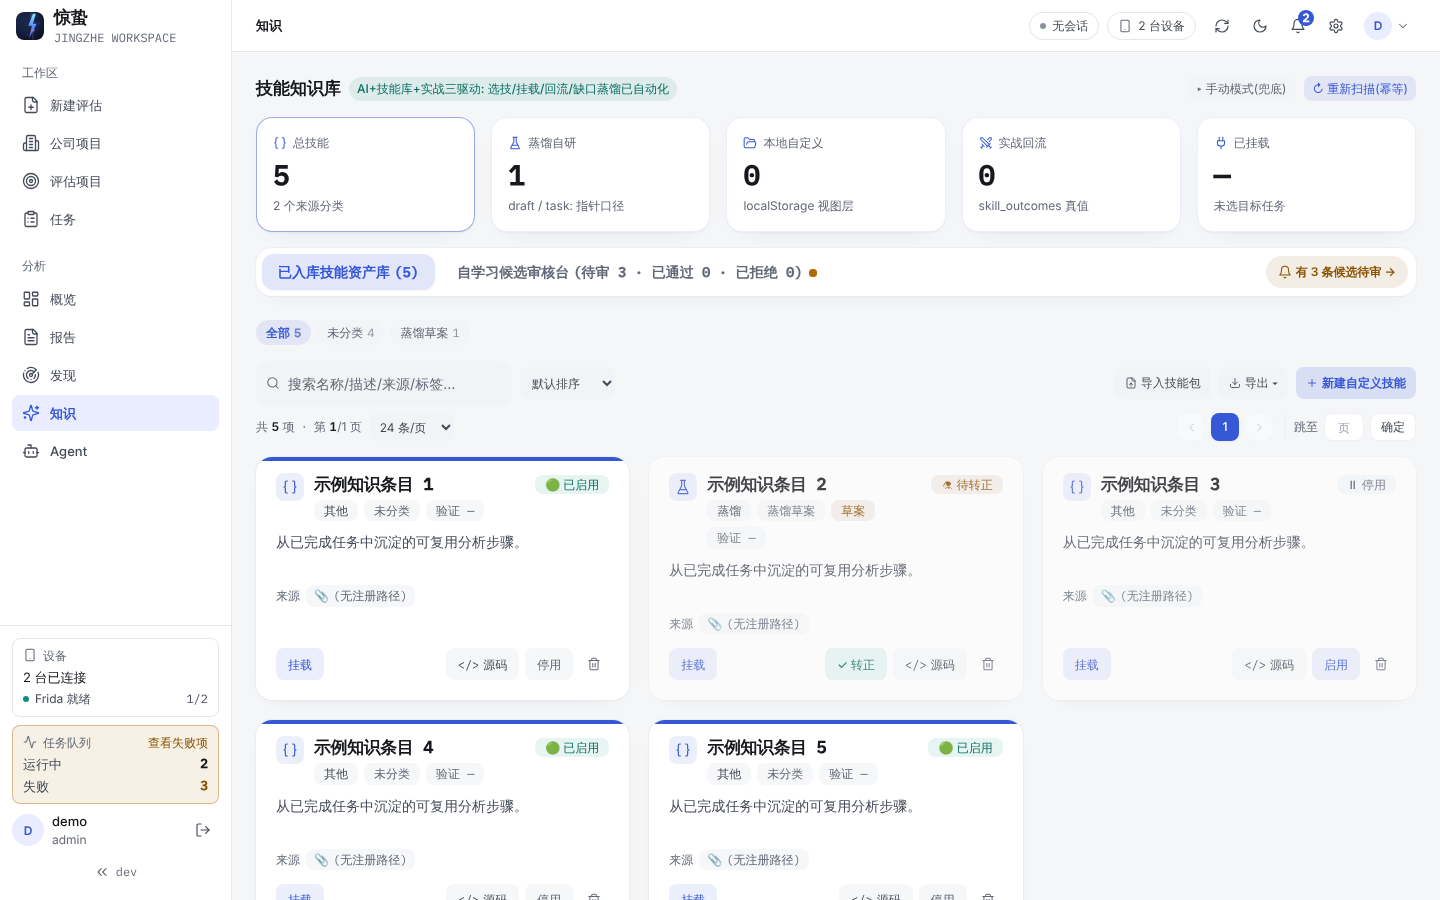 惊蛰
JINGZHE WORKSPACE
工作区
新建评估
公司项目
评估项目
任务
分析
概览
报告
发现
知识
Agent
设备
2 台已连接
Frida 就绪 1/2
任务队列 查看失败项
运行中 2
失败 3
D demo
admin
dev
知识
无会话 2 台设备 2 D
技能知识库 AI+技能库+实战三驱动: 选技/挂载/回流/缺口蒸馏已自动化 手动模式(兜底) 重新扫描(幂等)
总技能
5
2 个来源分类
蒸馏自研
1
draft / task: 指针口径
本地自定义
0
localStorage 视图层
实战回流
0
skill_outcomes 真值
已挂载
—
未选目标任务
已入库技能资产库 (5) 自学习候选审核台 (待审 3 · 已通过 0 · 已拒绝 0) 有 3 条候选待审 →
全部 5 未分类 4 蒸馏草案 1
搜索名称/描述/来源/标签... 默认排序 导入技能包 导出 新建自定义技能
共 5 项 · 第 1/1 页 24 条/页 1 跳至 页 确定
示例知识条目 1 已启用
其他 未分类 验证 —
从已完成任务中沉淀的可复用分析步骤。
来源 (无注册路径)
挂载 </> 源码 停用
示例知识条目 2 待转正
蒸馏 蒸馏草案 草案
验证 —
从已完成任务中沉淀的可复用分析步骤。
来源 (无注册路径)
挂载 转正 </> 源码
示例知识条目 3 停用
其他 未分类 验证 —
从已完成任务中沉淀的可复用分析步骤。
来源 (无注册路径)
挂载 </> 源码 启用
示例知识条目 4 已启用
其他 未分类 验证 —
从已完成任务中沉淀的可复用分析步骤。
来源 (无注册路径)
挂载 </> 源码 停用
示例知识条目 5 已启用
其他 未分类 验证 —
从已完成任务中沉淀的可复用分析步骤。
来源 (无注册路径)
挂载 </> 源码 停用